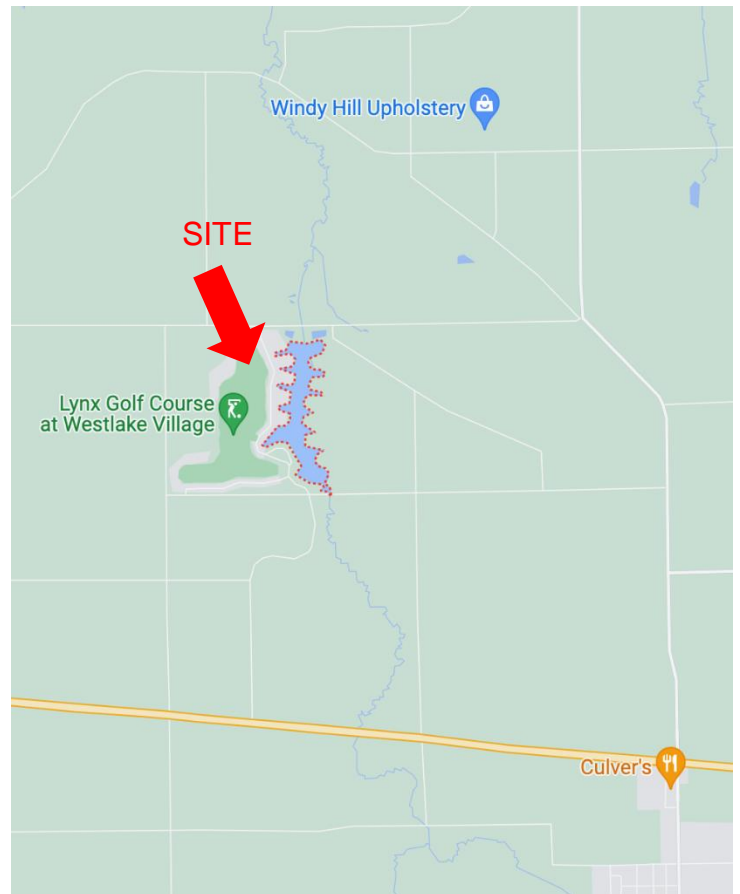 Windy Hill Upholstery
SITE
Lynx Golf Course
at Westlake Village
Culver's